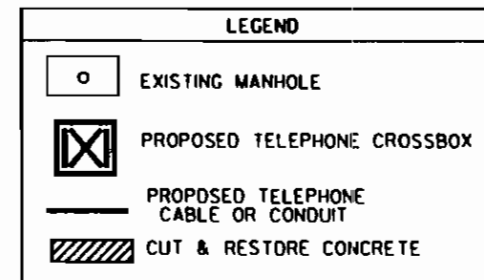 LEGEND
O EXISTING MANHOLE
PROPOSED TELEPHONE CROSSBOX
PROPOSED TELEPHONE
CABLE OR CONDUIT
CUT & RESTORE CONCRETE